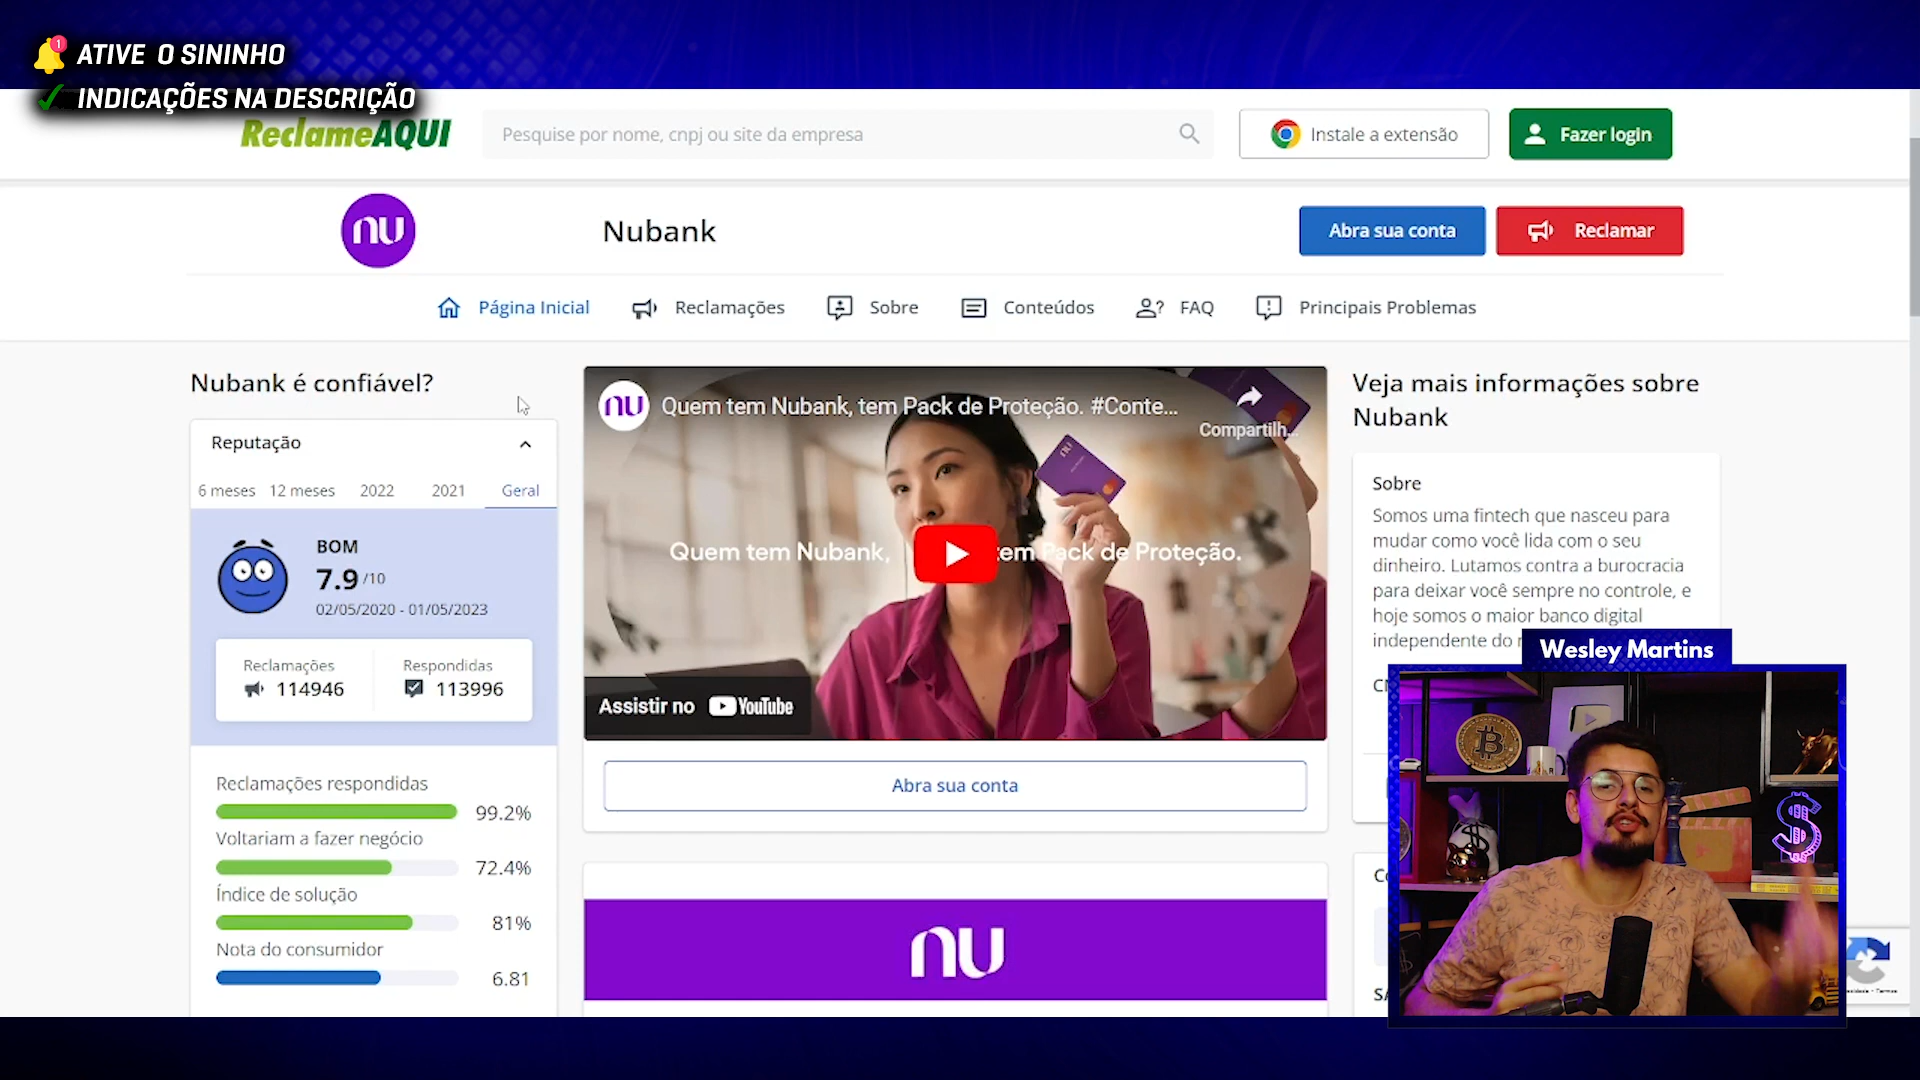 1
ATIVE O SININHO
INDICAÇÕES NA DESCRIÇÃO
ReclameAQUI
Pesquise por nome, cnpj ou site da empresa
Instale a extensão
Fazer login
nu
Nubank
Abra sua conta
Reclamar
Página Inicial
Reclamações
Sobre
Conteúdos
FAQ
Principais Problemas
Nubank é confiável?
Reputação
6 meses
12 meses
2022
2021
Geral
BOM
7.9 /10
02/05/2020 - 01/05/2023
Reclamações
114946
Respondidas
113996
Reclamações respondidas
99.2%
Voltariam a fazer negócio
72.4%
Índice de solução
81%
Nota do consumidor
6.81
nu
Quem tem Nubank, tem Pack de Proteção. #Conte...
Compartilh...
nu
Quem tem Nubank, tem Pack de Proteção.
Assistir no YouTube
Abra sua conta
nu
Veja mais informações sobre
Nubank
Sobre
Somos uma fintech que nasceu para
mudar como você lida com o seu
dinheiro. Lutamos contra a burocracia
para deixar você sempre no controle, e
hoje somos o maior banco digital
independente do
Wesley Martins